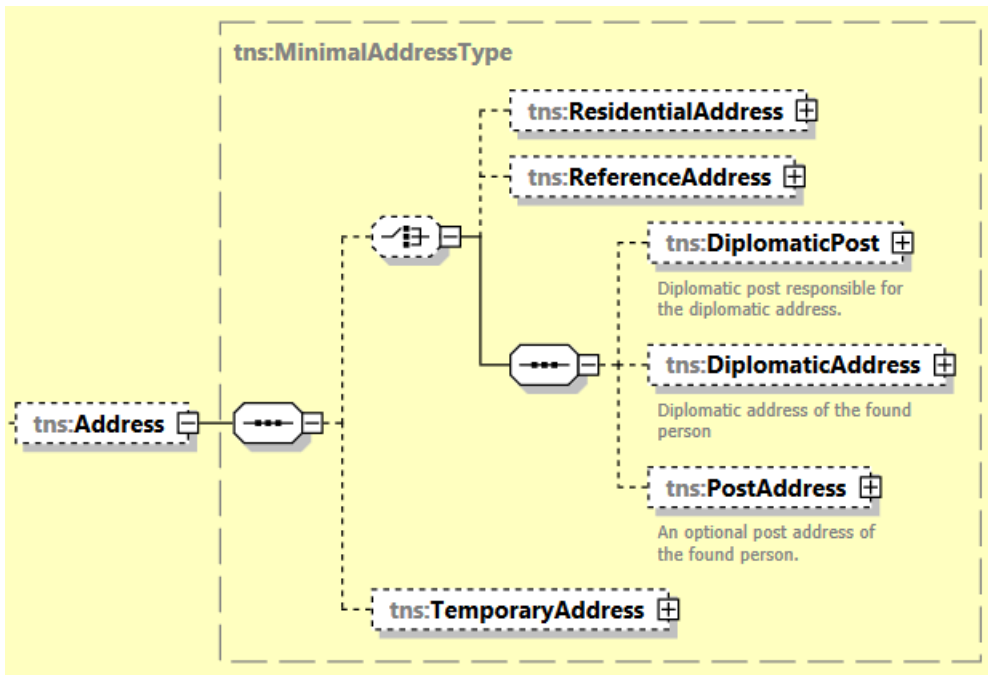 tns:MinimalAddressType
tns:ResidentialAddress
tns:ReferenceAddress
tns:DiplomaticPost
Diplomatic post responsible for
the diplomatic address.
tns:DiplomaticAddress
Diplomatic address of the found
person
tns:Address
tns:PostAddress
An optional post address of
the found person.
tns:TemporaryAddress